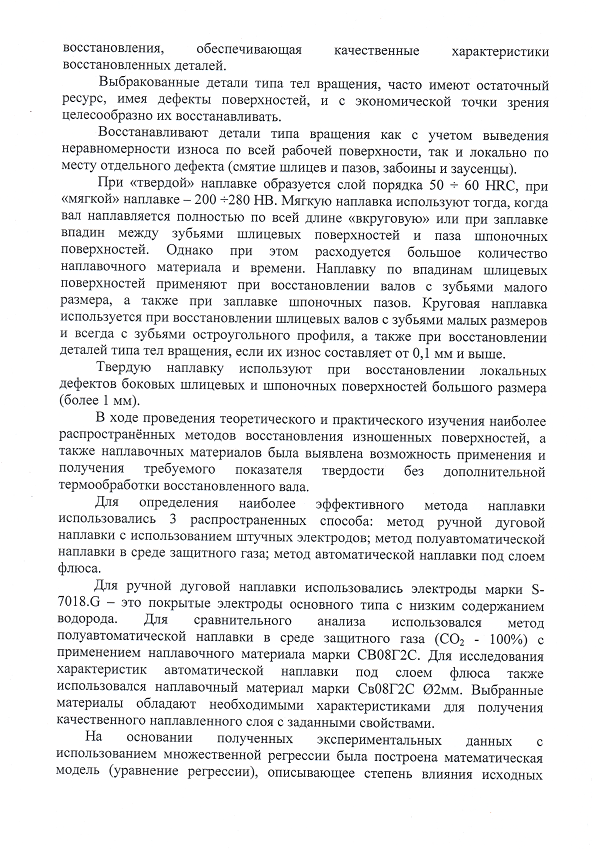 восстановления, обеспечивающая качественные характеристики
восстановленных деталей.
Выбракованные детали типа тел вращения, часто имеют остаточный
ресурс, имея дефекты поверхностей, и с экономической точки зрения
целесообразно их восстанавливать.
Восстанавливают детали типа вращения как с учетом выведения
неравномерности износа по всей рабочей поверхности, так и локально по
месту отдельного дефекта (смятие шлицев и пазов, забоины и заусенцы).
При «твердой» наплавке образуется слой порядка 50 ÷ 60 HRC, при
«мягкой» наплавке – 200 ÷280 НВ. Мягкую наплавка используют тогда, когда
вал наплавляется полностью по всей длине «вкруговую» или при заплавке
впадин между зубьями шлицевых поверхностей и паза шпоночных
поверхностей. Однако при этом расходуется большое количество
наплавочного материала и времени. Наплавку по впадинам шлицевых
поверхностей применяют при восстановлении валов с зубьями малого
размера, а также при заплавке шпоночных пазов. Круговая наплавка
используется при восстановлении шлицевых валов с зубьями малых размеров
и всегда с зубьями остроугольного профиля, а также при восстановлении
деталей типа тел вращения, если их износ составляет от 0,1 мм и выше.
Твердую наплавку используют при восстановлении локальных
дефектов боковых шлицевых и шпоночных поверхностей большого размера
(более 1 мм).
В ходе проведения теоретического и практического изучения наиболее
распространённых методов восстановления изношенных поверхностей, а
также наплавочных материалов была выявлена возможность применения и
получения требуемого показателя твердости без дополнительной
термообработки восстановленного вала.
Для определения наиболее эффективного метода наплавки
использовались 3 распространенных способа: метод ручной дуговой
наплавки с использованием штучных электродов; метод полуавтоматической
наплавки в среде защитного газа; метод автоматической наплавки под слоем
флюса.
Для ручной дуговой наплавки использовались электроды марки S-
7018.G – это покрытые электроды основного типа с низким содержанием
водорода. Для сравнительного анализа использовался метод
полуавтоматической наплавки в среде защитного газа (CO₂ - 100%) с
применением наплавочного материала марки СВ08Г2С. Для исследования
характеристик автоматической наплавки под слоем флюса также
использовался наплавочный материал марки Св08Г2С Ø2мм. Выбранные
материалы обладают необходимыми характеристиками для получения
качественного наплавленного слоя с заданными свойствами.
На основании полученных экспериментальных данных с
использованием множественной регрессии была построена математическая
модель (уравнение регрессии), описывающее степень влияния исходных